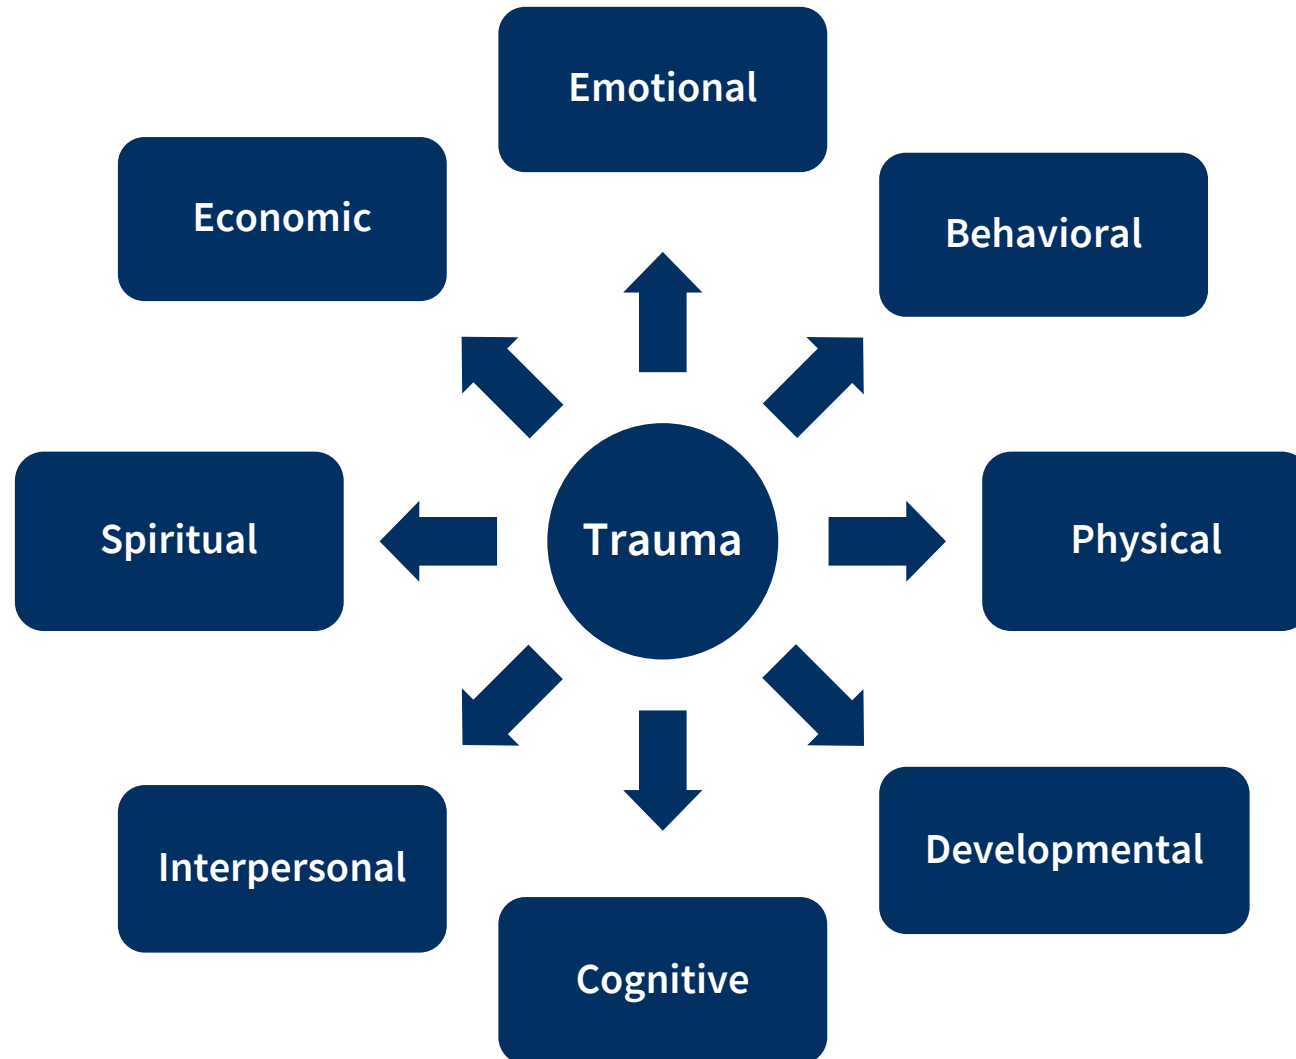 Emotional
Economic
Behavioral
Spiritual
Trauma
Physical
Developmental
Interpersonal
Cognitive